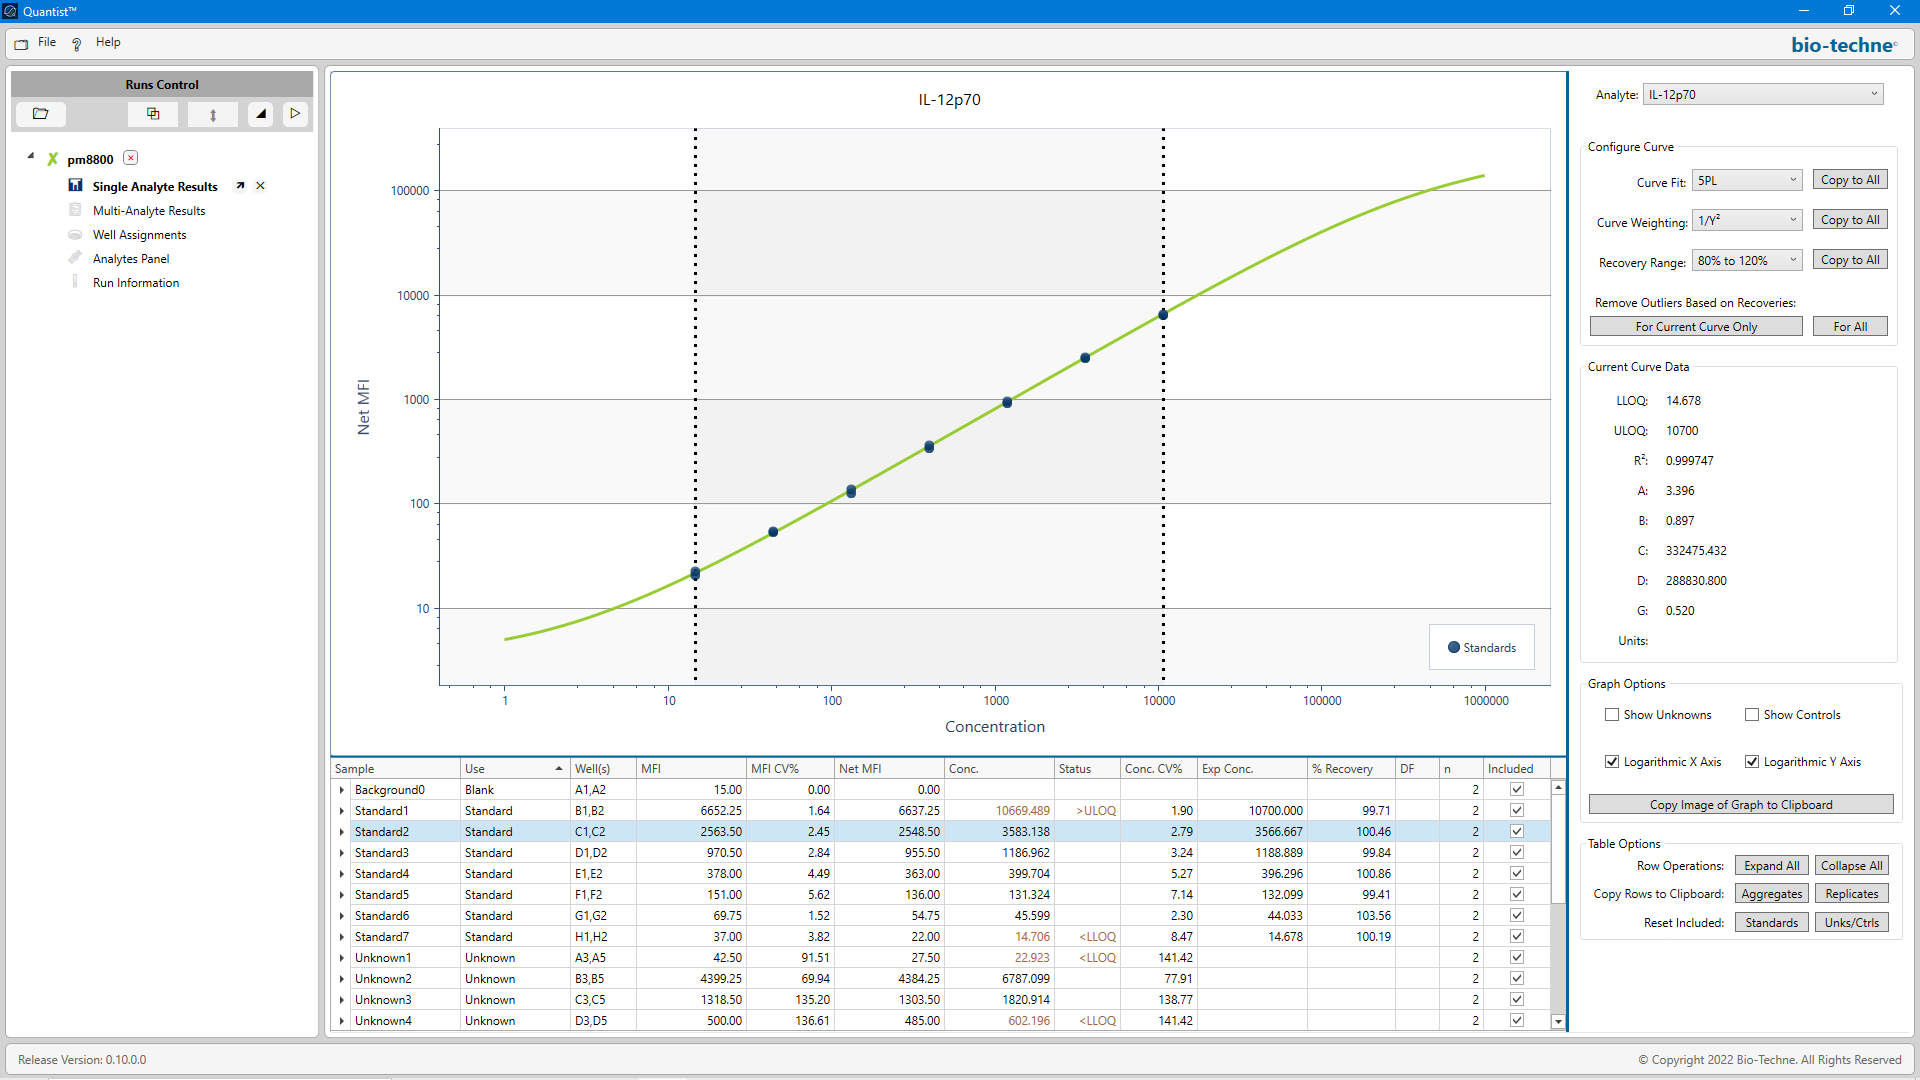 Quantist™
File Help
bio-techne®
Runs Control
pm8800
Single Analyte Results
Multi-Analyte Results
Well Assignments
Analytes Panel
Run Information
IL-12p70
Net MFI
100000
10000
1000
100
10
1 10 100 1000 10000 100000 1000000
Concentration
Standards
Sample Use Well(s) MFI MFI CV% Net MFI Conc. Status Conc. CV% Exp Conc. % Recovery DF n Included
Background0 Blank A1,A2 15.00 0.00 0.00 2
Standard1 Standard B1,B2 6652.25 1.64 6637.25 10669.489 >ULOQ 1.90 10700.000 99.71 2
Standard2 Standard C1,C2 2563.50 2.45 2548.50 3583.138 2.79 3566.667 100.46 2
Standard3 Standard D1,D2 970.50 2.84 955.50 1186.962 3.24 1188.889 99.84 2
Standard4 Standard E1,E2 378.00 4.49 363.00 399.704 5.27 396.296 100.86 2
Standard5 Standard F1,F2 151.00 5.62 136.00 131.324 7.14 132.099 99.41 2
Standard6 Standard G1,G2 69.75 1.52 54.75 45.599 2.30 44.033 103.56 2
Standard7 Standard H1,H2 37.00 3.82 22.00 14.706 <LLOQ 8.47 14.678 100.19 2
Unknown1 Unknown A3,A5 42.50 91.51 27.50 22.923 <LLOQ 141.42 2
Unknown2 Unknown B3,B5 4399.25 69.94 4384.25 6787.099 77.91 2
Unknown3 Unknown C3,C5 1318.50 135.20 1303.50 1820.914 138.77 2
Unknown4 Unknown D3,D5 500.00 136.61 485.00 602.196 <LLOQ 141.42 2
Analyte: IL-12p70
Configure Curve
Curve Fit: 5PL Copy to All
Curve Weighting: 1/Y² Copy to All
Recovery Range: 80% to 120% Copy to All
Remove Outliers Based on Recoveries:
For Current Curve Only For All
Current Curve Data
LLOQ: 14.678
ULOQ: 10700
R²: 0.999747
A: 3.396
B: 0.897
C: 332475.432
D: 288830.800
G: 0.520
Units:
Graph Options
Show Unknowns Show Controls
Logarithmic X Axis Logarithmic Y Axis
Copy Image of Graph to Clipboard
Table Options
Row Operations: Expand All Collapse All
Copy Rows to Clipboard: Aggregates Replicates
Reset Included: Standards Unks/Ctrls
Release Version: 0.10.0.0
© Copyright 2022 Bio-Techne. All Rights Reserved